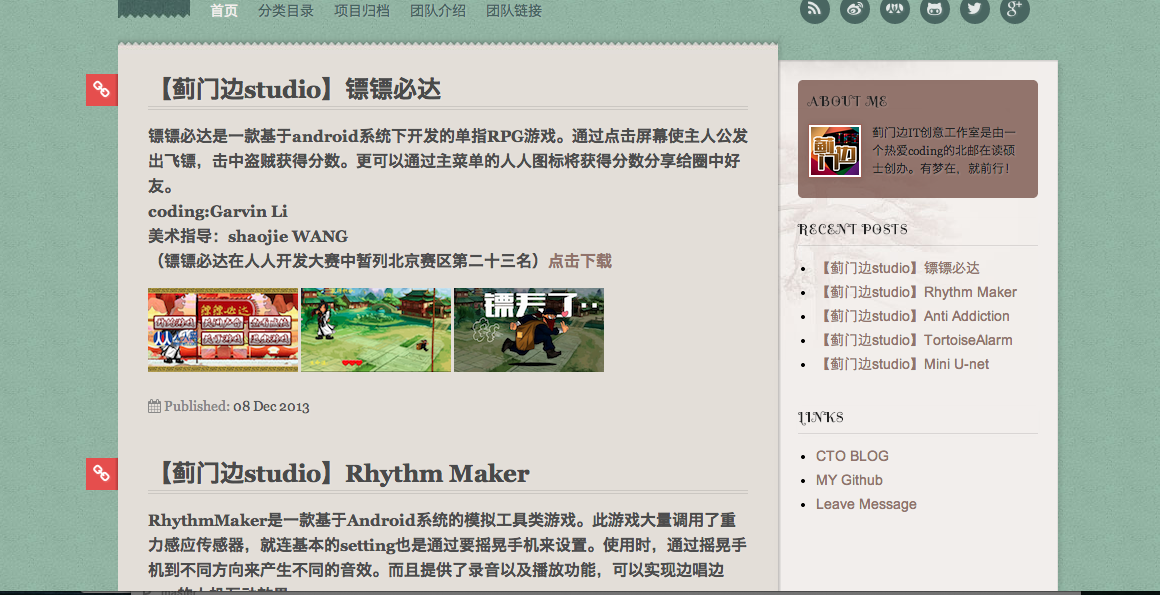 首页 分类目录 项目归档 团队介绍 团队链接
【蓟门边studio】镖镖必达
镖镖必达是一款基于android系统下开发的单指RPG游戏。通过点击屏幕使主人公发
出飞镖，击中盗贼获得分数。更可以通过主菜单的人人图标将获得分数分享给圈中好
友。
coding:Garvin Li
美术指导：shaojie WANG
（镖镖必达在人人开发大赛中暂列北京赛区第二十三名）点击下载
Published: 08 Dec 2013
【蓟门边studio】Rhythm Maker
RhythmMaker是一款基于Android系统的模拟工具类游戏。此游戏大量调用了重
力感应传感器，就连基本的setting也是通过要摇晃手机来设置。使用时，通过摇晃手
机到不同方向来产生不同的音效。而且提供了录音以及播放功能，可以实现边唱边
ABOUT ME
蓟门边
蓟门边IT创意工作室是由一
个热爱coding的北邮在读硕
士创办。有梦在，就前行！
RECENT POSTS
【蓟门边studio】镖镖必达
【蓟门边studio】Rhythm Maker
【蓟门边studio】Anti Addiction
【蓟门边studio】TortoiseAlarm
【蓟门边studio】Mini U-net
LINKS
CTO BLOG
MY Github
Leave Message